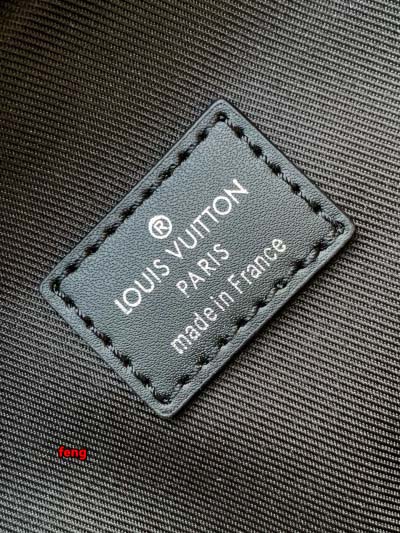 ®
LOUIS VUITTON
PARIS
made in France
feng